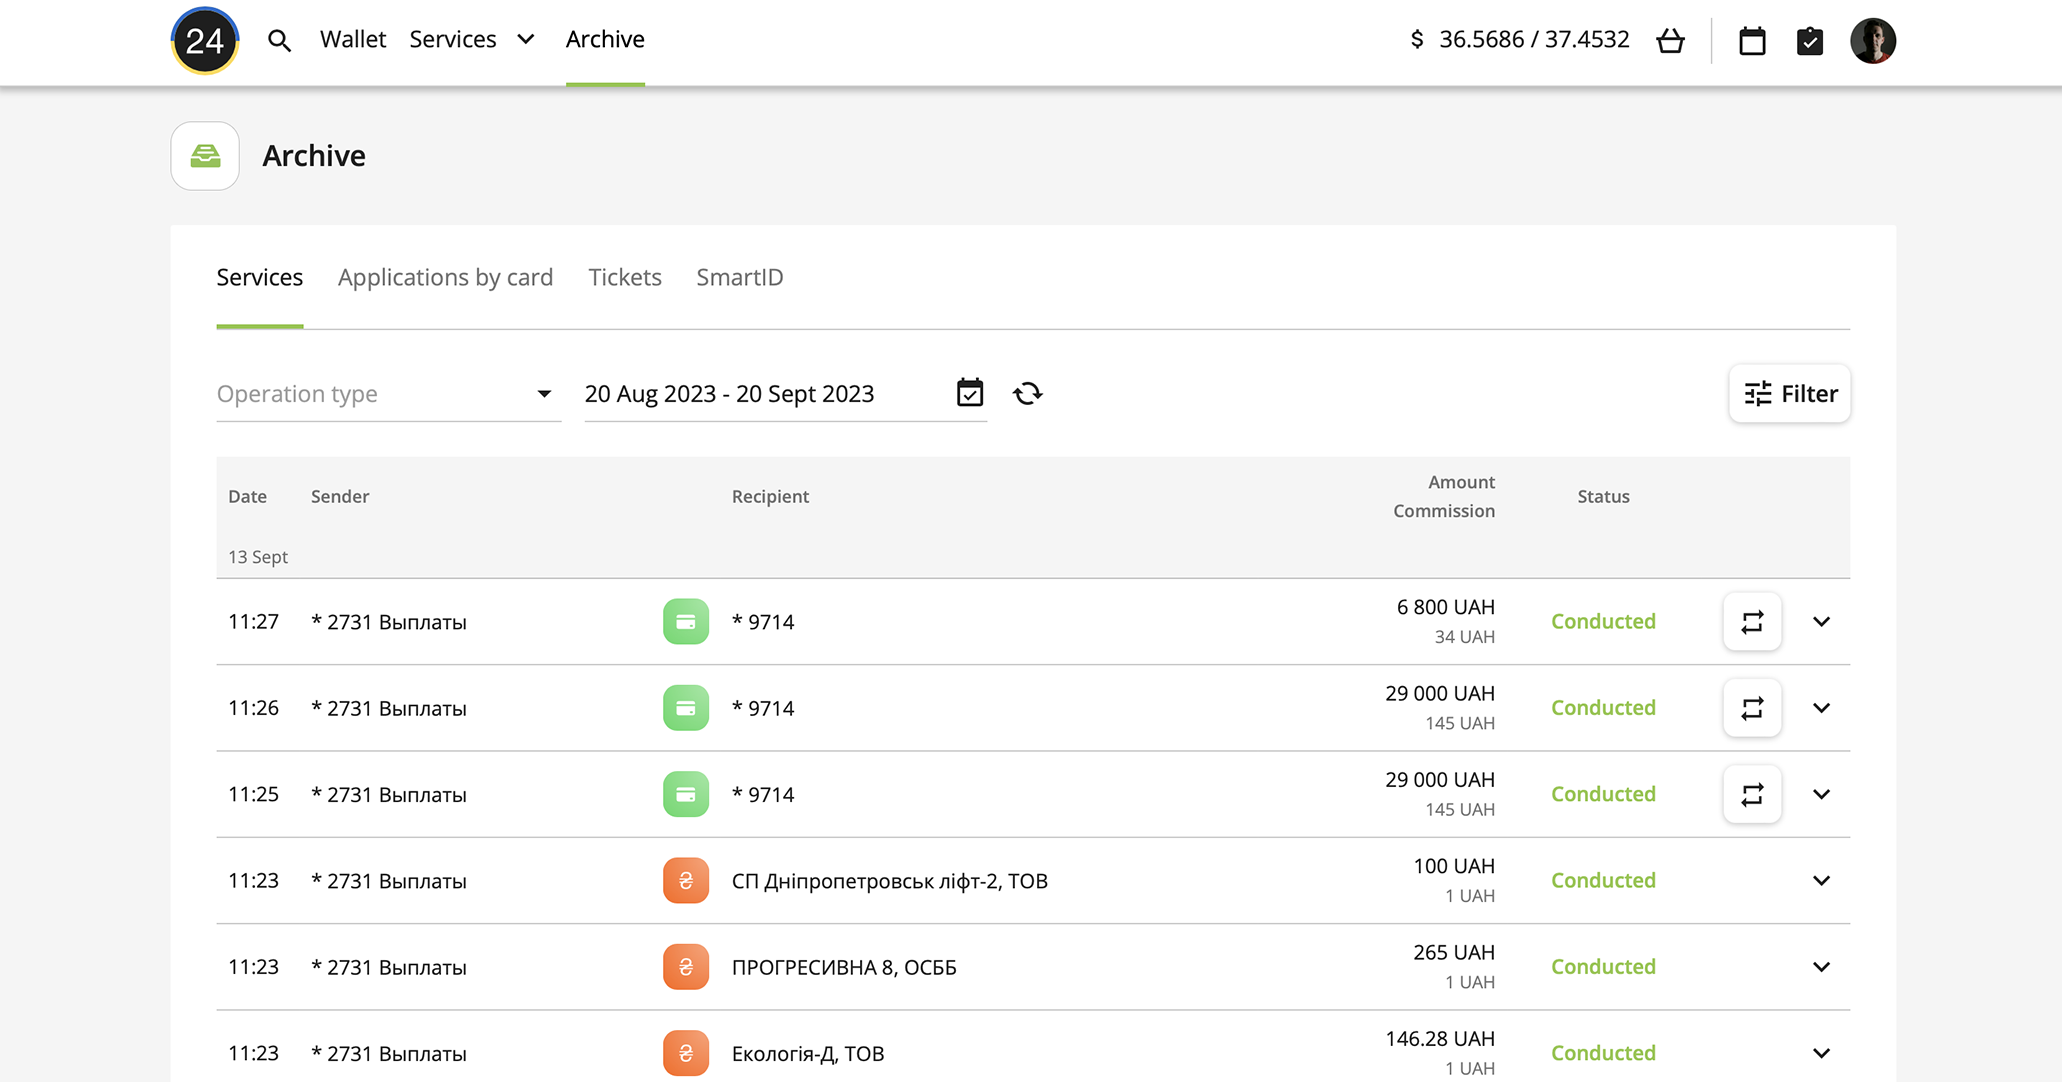 24 Wallet Services Archive $ 36.5686 / 37.4532
Archive
Services Applications by card Tickets SmartID
Operation type 20 Aug 2023 - 20 Sept 2023 Filter
Date Sender Recipient Amount Commission Status
13 Sept
11:27 * 2731 Выплаты * 9714 6 800 UAH Conducted
34 UAH
11:26 * 2731 Выплаты * 9714 29 000 UAH Conducted
145 UAH
11:25 * 2731 Выплаты * 9714 29 000 UAH Conducted
145 UAH
11:23 * 2731 Выплаты ₴ СП Дніпропетровськ ліфт-2, ТОВ 100 UAH Conducted
1 UAH
11:23 * 2731 Выплаты ₴ ПРОГРЕСИВНА 8, ОСББ 265 UAH Conducted
1 UAH
11:23 * 2731 Выплаты ₴ Екологія-Д, ТОВ 146.28 UAH Conducted
1 UAH